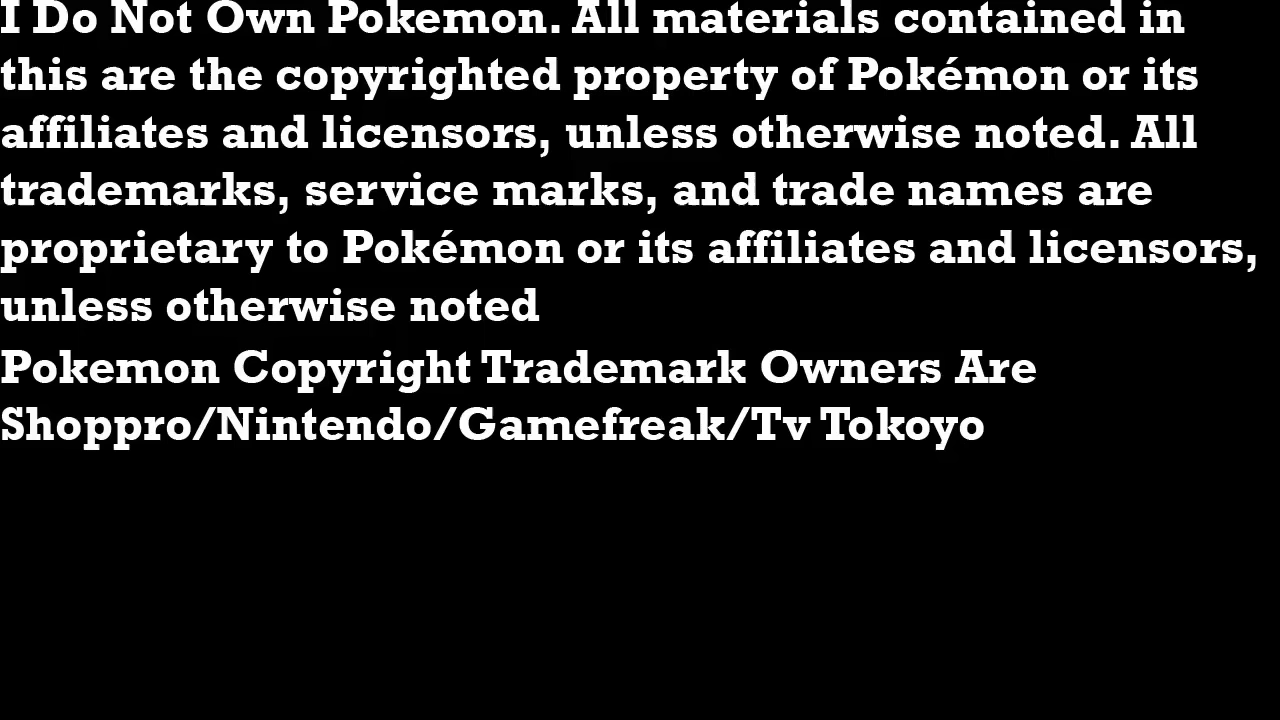 I Do Not Own Pokemon. All materials contained in
this are the copyrighted property of Pokémon or its
affiliates and licensors, unless otherwise noted. All
trademarks, service marks, and trade names are
proprietary to Pokémon or its affiliates and licensors,
unless otherwise noted
Pokemon Copyright Trademark Owners Are
Shoppro/Nintendo/Gamefreak/Tv Tokoyo